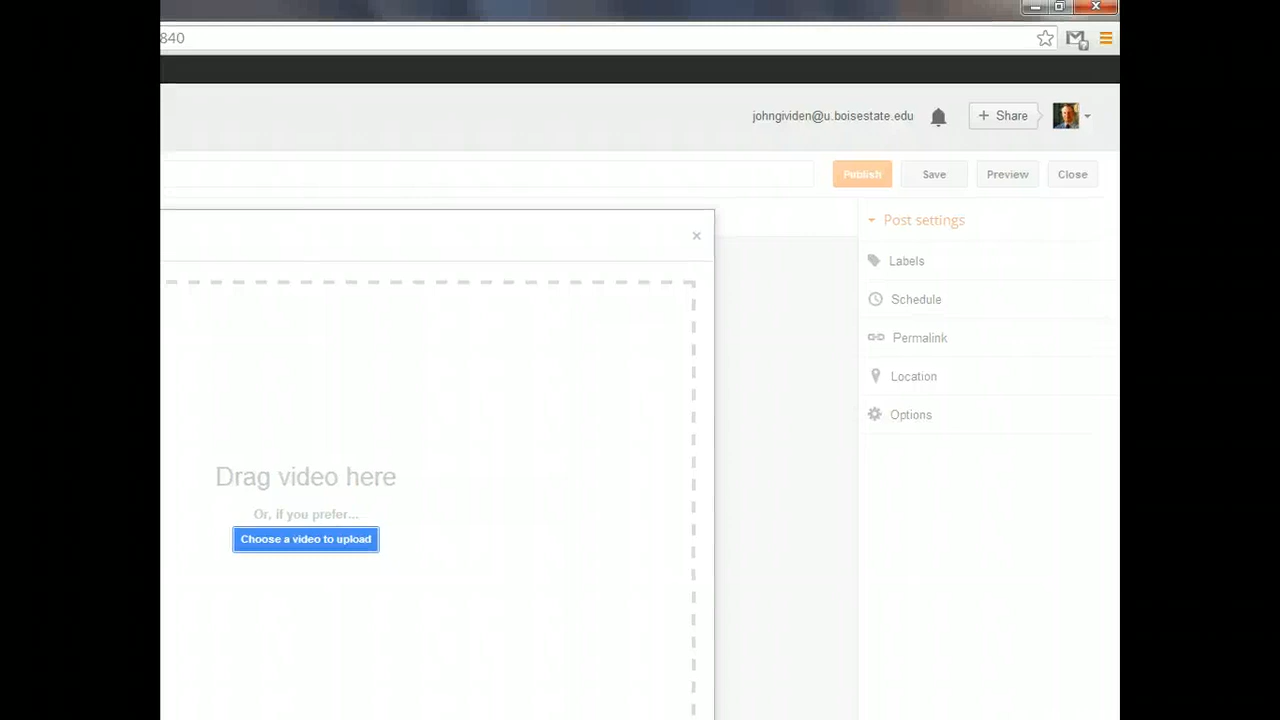 840
johngividen@u.boisestate.edu
+ Share
Publish Save Preview Close
×
Post settings
Labels
Schedule
Permalink
Location
Options
Drag video here
Or, if you prefer...
Choose a video to upload